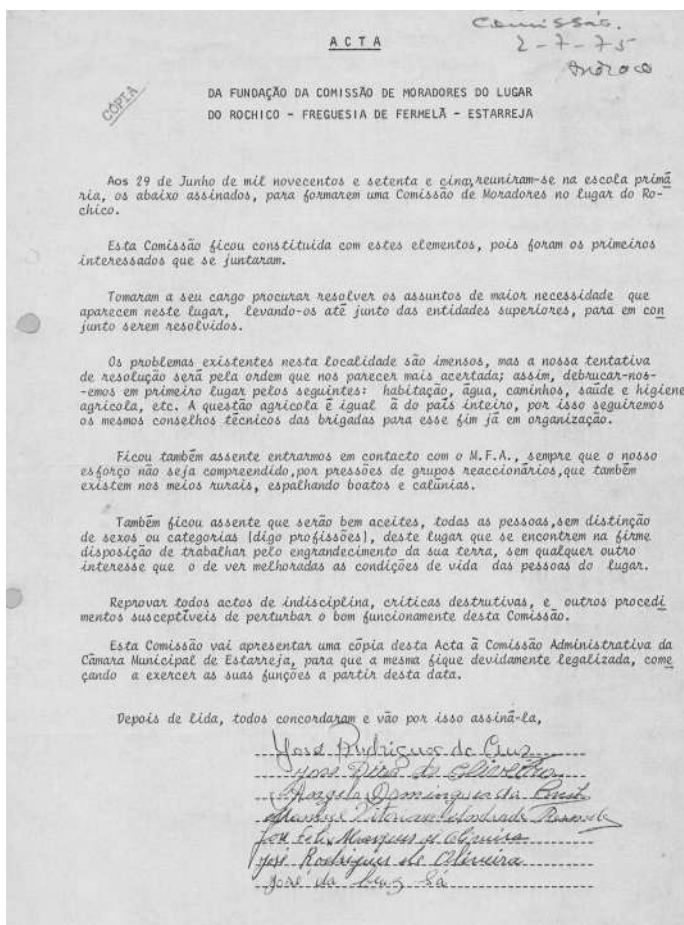 Comissão.
2-7-75
ACTA
CÓPIA
DA FUNDAÇÃO DA COMISSÃO DE MORADORES DO LUGAR
DO ROCHICO - FREGUESIA DE FERMELÃ - ESTARREJA
Aos 29 de Junho de mil novecentos e setenta e cinco, reuniram-se na escola primá
ria, os abaixo assinados, para formarem uma Comissão de Moradores no lugar do Ro-
chico.
Esta Comissão ficou constituida com estes elementos, pois foram os primeiros
interessados que se juntaram.
Tomaram a seu cargo procurar resolver os assuntos de maior necessidade que
aparecem neste lugar, levando-os até junto das entidades superiores, para em con
junto serem resolvidos.
Os problemas existentes nesta localidade são imensos, mas a nossa tentativa
de resolução será pela ordem que nos parecer mais acertada; assim, debrucar-nos-
-emos em primeiro lugar pelos seguintes: habitação, água, caminhos, saúde e higiene
agricola, etc. A questão agricola é igual à do país inteiro, por isso seguiremos
os mesmos conselhos técnicos das brigadas para esse fim já em organização.
Ficou também assente entrarmos em contacto com o M.F.A., sempre que o nosso
esforço não seja compreendido, por pressões de grupos reaccionários, que também
existem nos meios rurais, espalhando boatos e calúnias.
Também ficou assente que serão bem aceites, todas as pessoas, sem distinção
de sexos ou categorias (digo profissões), deste lugar que se encontrem na firme
disposição de trabalhar pelo engrandecimento da sua terra, sem qualquer outro
interesse que o de ver melhoradas as condições de vida das pessoas do lugar.
Reprovar todos actos de indisciplina, críticas destrutivas, e outros procedi
mentos susceptíveis de perturbar o bom funcionamente desta Comissão.
Esta Comissão vai apresentar uma cópia desta Acta à Comissão Administrativa da
Câmara Municipal de Estarreja, para que a mesma fique devidamente legalizada, come
çando a exercer as suas funções a partir desta data.
Depois de lida, todos concordaram e vão por isso assiná-la,
José Rodrigues da Cruz
José Dias de Oliveira
Domingues da
Andrade Resende
José Felix Marques de Oliveira
José Rodrigues de Oliveira
José da Cruz Sá